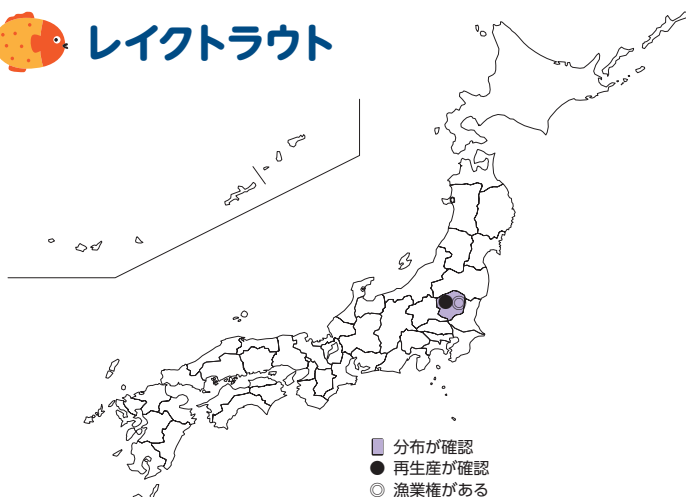 レイクトラウト
分布が確認
再生産が確認
漁業権がある